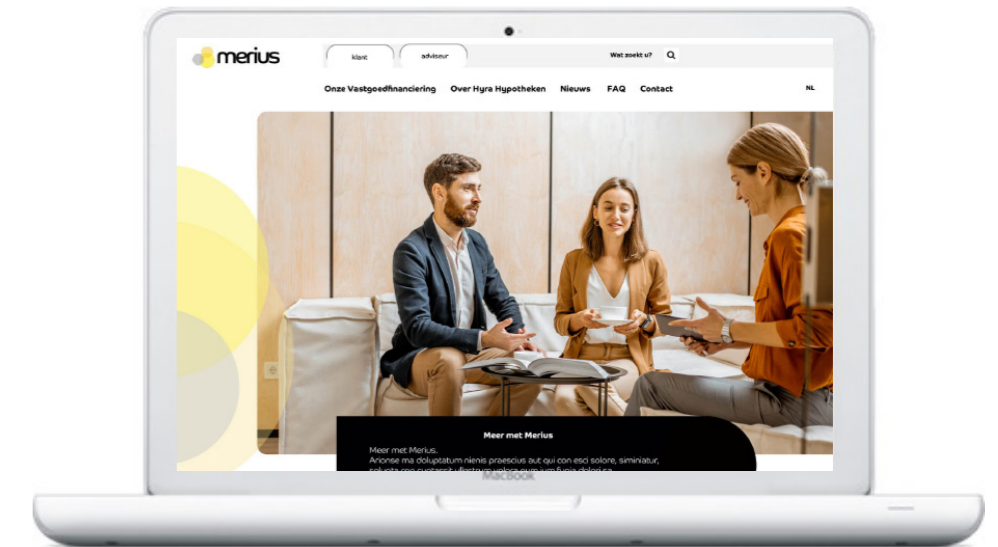 merius
klant
adviseur
Wat zoekt u?
Onze Vastgoedfinanciering Over Hyra Hypotheken Nieuws FAQ Contact
NL
Meer met Merius
Meer met Merius.
Arionse ma doluptatum nienis praescius aut qui con esci solore, siminiatur,
MacBook